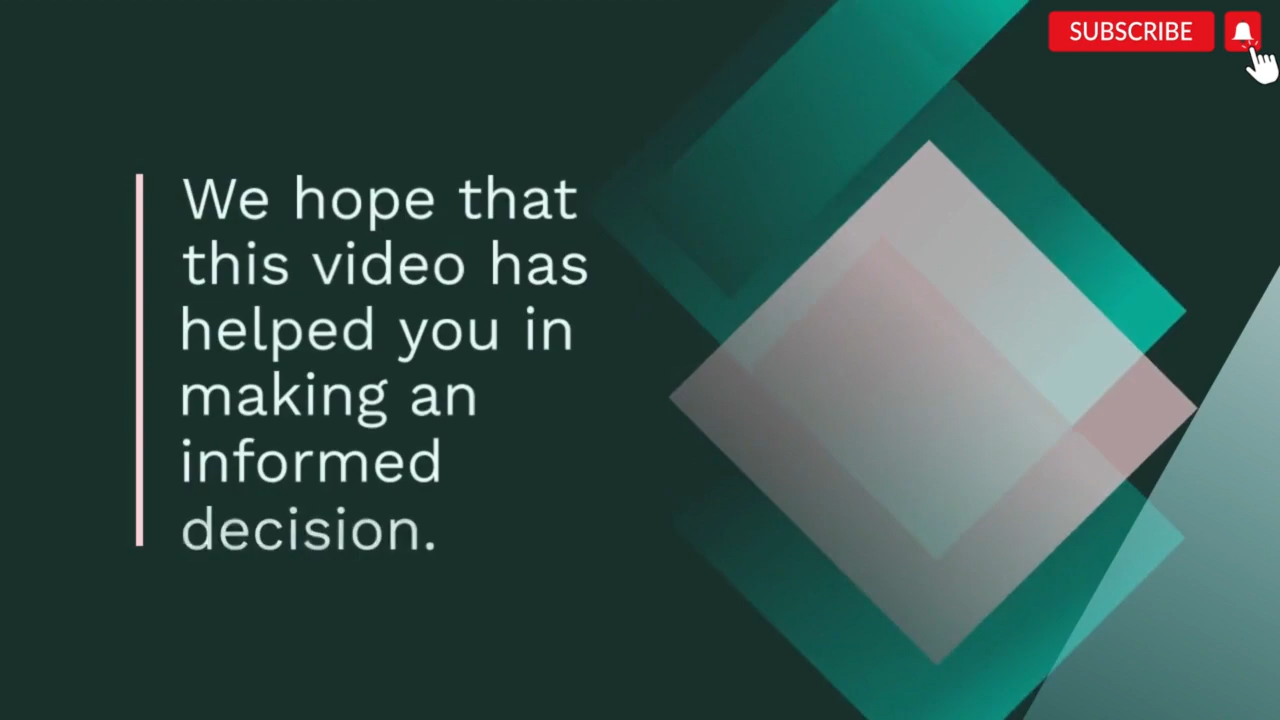 SUBSCRIBE
We hope that
this video has
helped you in
making an
informed
decision.